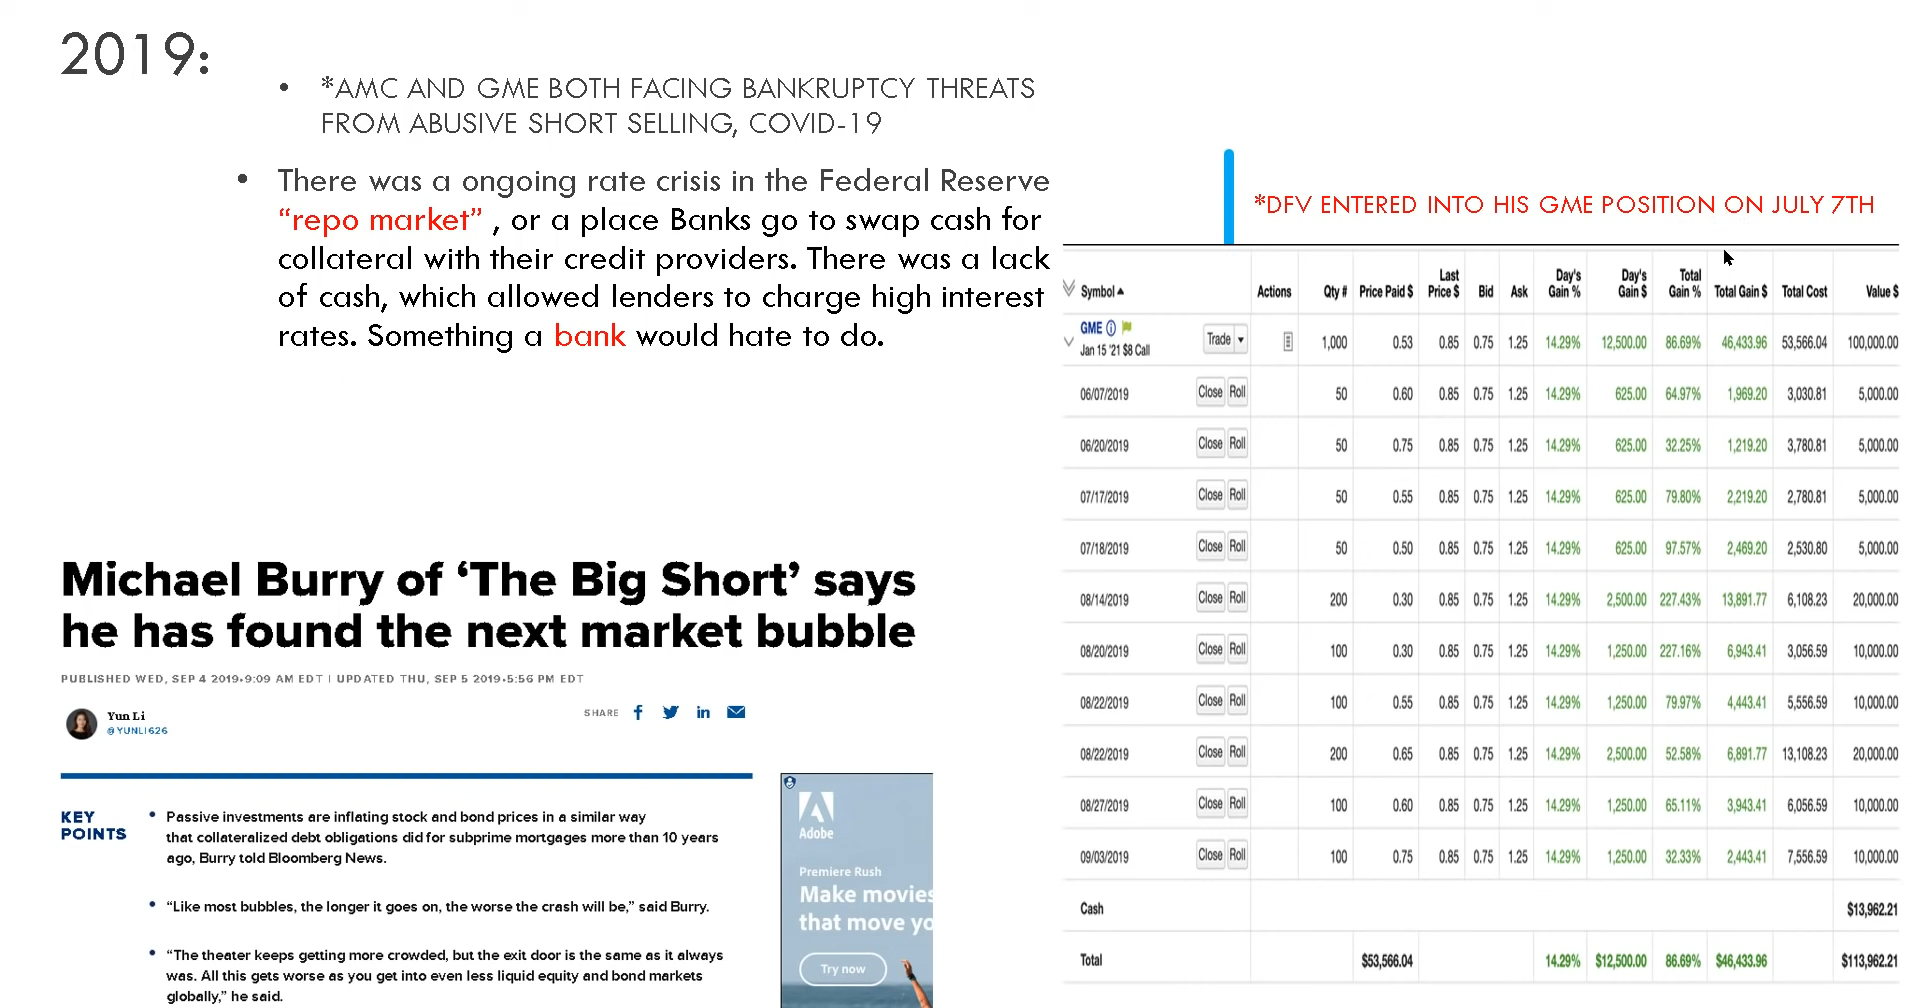 2019:
• *AMC AND GME BOTH FACING BANKRUPTCY THREATS
FROM ABUSIVE SHORT SELLING, COVID-19
• There was a ongoing rate crisis in the Federal Reserve
“repo market” , or a place Banks go to swap cash for
collateral with their credit providers. There was a lack
of cash, which allowed lenders to charge high interest
rates. Something a bank would hate to do.
Michael Burry of ‘The Big Short’ says
he has found the next market bubble
PUBLISHED WED, SEP 4 2019•9:09 AM EDT | UPDATED THU, SEP 5 2019•5:56 PM EDT
Yun Li
@YUNLI626
SHARE
KEY
POINTS
• Passive investments are inflating stock and bond prices in a similar way
that collateralized debt obligations did for subprime mortgages more than 10 years
ago, Burry told Bloomberg News.
• “Like most bubbles, the longer it goes on, the worse the crash will be,” said Burry.
• “The theater keeps getting more crowded, but the exit door is the same as it always
was. All this gets worse as you get into even less liquid equity and bond markets
globally,” he said.
Adobe
Premiere Rush
Make movies
that move yo
Try now
*DFV ENTERED INTO HIS GME POSITION ON JULY 7TH
Symbol Actions Qty # Price Paid $ Last Price $ Bid Ask Day's Gain % Day's Gain $ Total Gain % Total Gain $ Total Cost Value $
GME
Jan 15 '21 $8 Call Trade 1,000 0.53 0.85 0.75 1.25 14.29% 12,500.00 86.69% 46,433.96 53,566.04 100,000.00
06/07/2019 Close Roll 50 0.60 0.85 0.75 1.25 14.29% 625.00 64.97% 1,969.20 3,030.81 5,000.00
06/20/2019 Close Roll 50 0.75 0.85 0.75 1.25 14.29% 625.00 32.25% 1,219.20 3,780.81 5,000.00
07/17/2019 Close Roll 50 0.55 0.85 0.75 1.25 14.29% 625.00 79.80% 2,219.20 2,780.81 5,000.00
07/18/2019 Close Roll 50 0.50 0.85 0.75 1.25 14.29% 625.00 97.57% 2,469.20 2,530.80 5,000.00
08/14/2019 Close Roll 200 0.30 0.85 0.75 1.25 14.29% 2,500.00 227.43% 13,891.77 6,108.23 20,000.00
08/20/2019 Close Roll 100 0.30 0.85 0.75 1.25 14.29% 1,250.00 227.16% 6,943.41 3,056.59 10,000.00
08/22/2019 Close Roll 100 0.55 0.85 0.75 1.25 14.29% 1,250.00 79.97% 4,443.41 5,556.59 10,000.00
08/22/2019 Close Roll 200 0.65 0.85 0.75 1.25 14.29% 2,500.00 52.58% 6,891.77 13,108.23 20,000.00
08/27/2019 Close Roll 100 0.60 0.85 0.75 1.25 14.29% 1,250.00 65.11% 3,943.41 6,056.59 10,000.00
09/03/2019 Close Roll 100 0.75 0.85 0.75 1.25 14.29% 1,250.00 32.33% 2,443.41 7,556.59 10,000.00
Cash $13,962.21
Total $53,566.04 14.29% $12,500.00 86.69% $46,433.96 $113,962.21